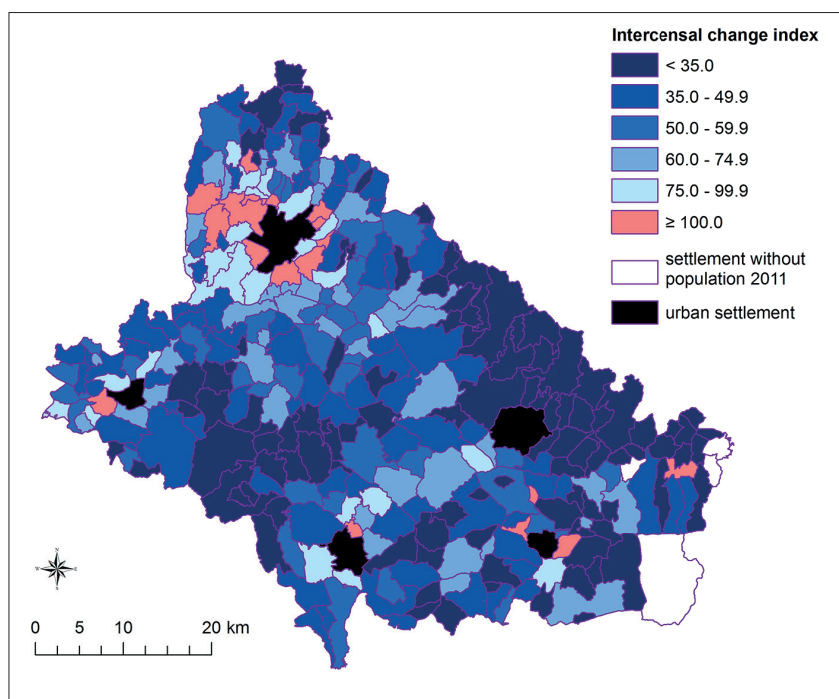 Intercensal change index
< 35.0
35.0 - 49.9
50.0 - 59.9
60.0 - 74.9
75.0 - 99.9
≥ 100.0
settlement without
population 2011
urban settlement
N
W E
S
0 5 10 20 km